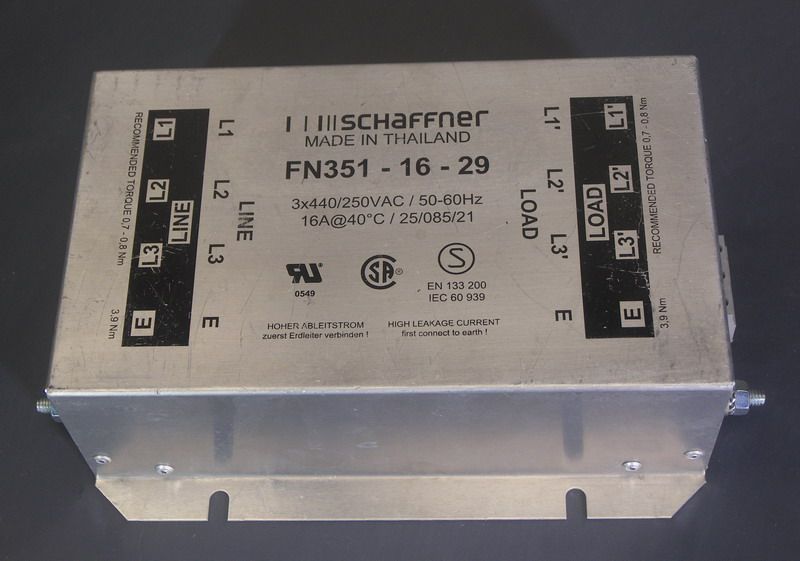 SCHAFFNER
MADE IN THAILAND
FN351 - 16 - 29
3x440/250VAC / 50-60Hz
16A@40°C / 25/085/21
RU
0549
SA®
S
EN 133 200
IEC 60 939
HOHER ABLEITSTROM
zuerst Erdleiter verbinden !
HIGH LEAKAGE CURRENT
first connect to earth !
RECOMMENDED TORQUE 0,7 - 0,8 Nm
3,9 Nm
L1
L2
L3
E
LINE
L1
L2
L3
E
LINE
L1'
L2'
L3'
E
LOAD
L1'
L2'
L3'
E
LOAD
RECOMMENDED TORQUE 0,7 - 0,8 Nm
3,9 Nm